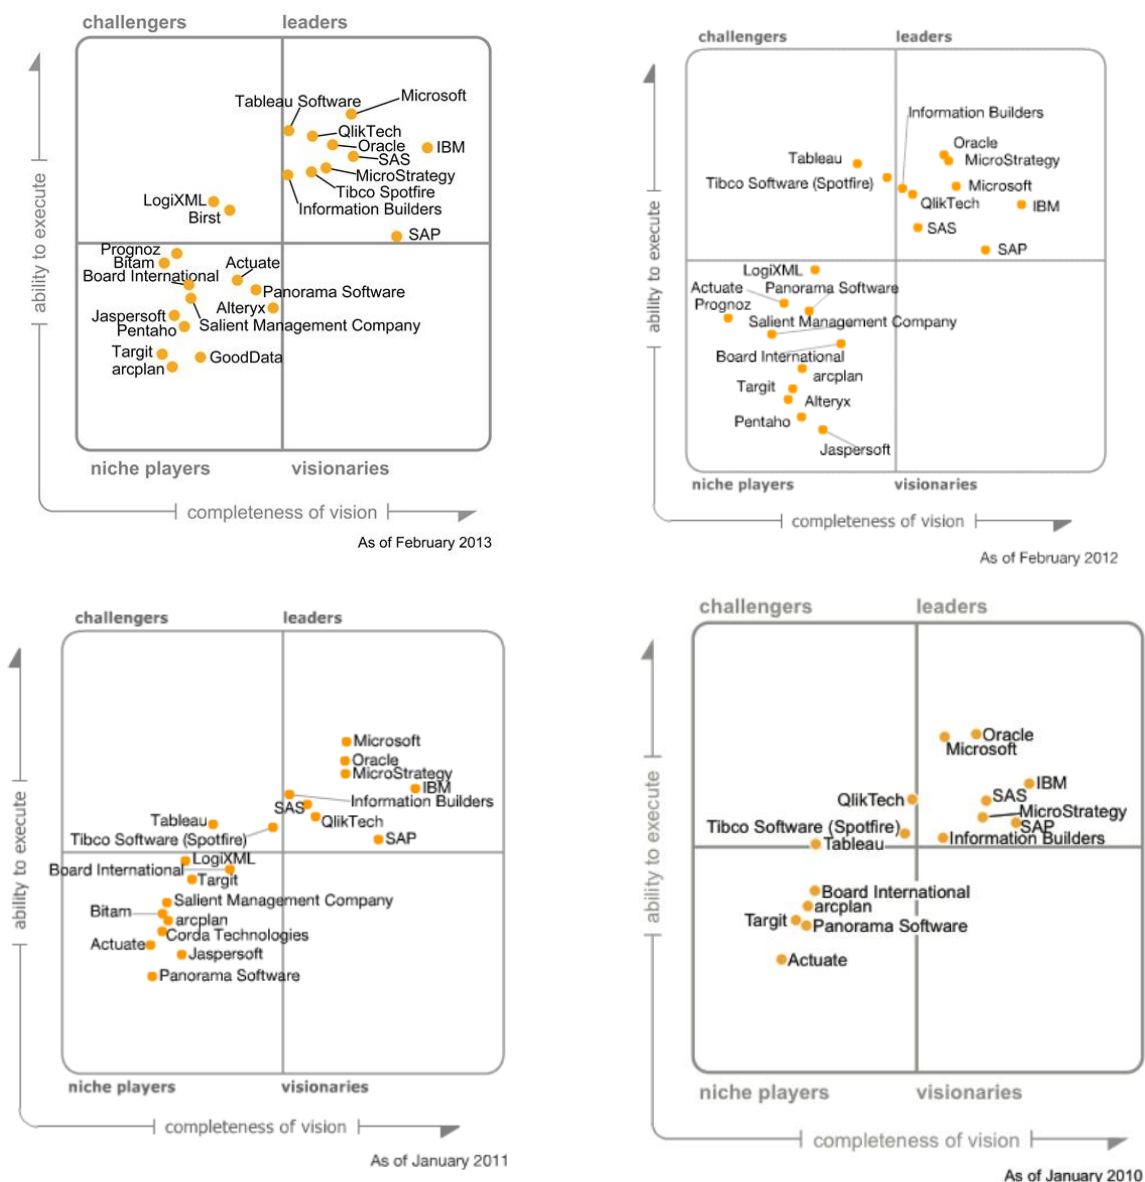 challengers
leaders
Tableau Software
Microsoft
QlikTech
Oracle
IBM
SAS
MicroStrategy
Tibco Spotfire
Information Builders
LogiXML
Birst
SAP
Prognoz
Bitam
Board International
Actuate
Panorama Software
Alteryx
Jaspersoft
Salient Management Company
Pentaho
Targit
GoodData
arcplan
ability to execute
niche players
visionaries
completeness of vision
As of February 2013
challengers
leaders
Information Builders
Oracle
Tableau
MicroStrategy
Tibco Software (Spotfire)
Microsoft
QlikTech
IBM
SAS
SAP
LogiXML
Actuate
Panorama Software
Prognoz
Salient Management Company
Board International
arcplan
Targit
Alteryx
Pentaho
Jaspersoft
ability to execute
niche players
visionaries
completeness of vision
As of February 2012
challengers
leaders
Microsoft
Oracle
MicroStrategy
IBM
Information Builders
SAS
QlikTech
Tableau
Tibco Software (Spotfire)
SAP
LogiXML
Board International
Targit
Salient Management Company
Bitam
arcplan
Corda Technologies
Actuate
Jaspersoft
Panorama Software
ability to execute
niche players
visionaries
completeness of vision
As of January 2011
challengers
leaders
Oracle
Microsoft
IBM
QlikTech
SAS
MicroStrategy
Tibco Software (Spotfire)
SAP
Information Builders
Tableau
Board International
arcplan
Targit
Panorama Software
Actuate
ability to execute
niche players
visionaries
completeness of vision
As of January 2010